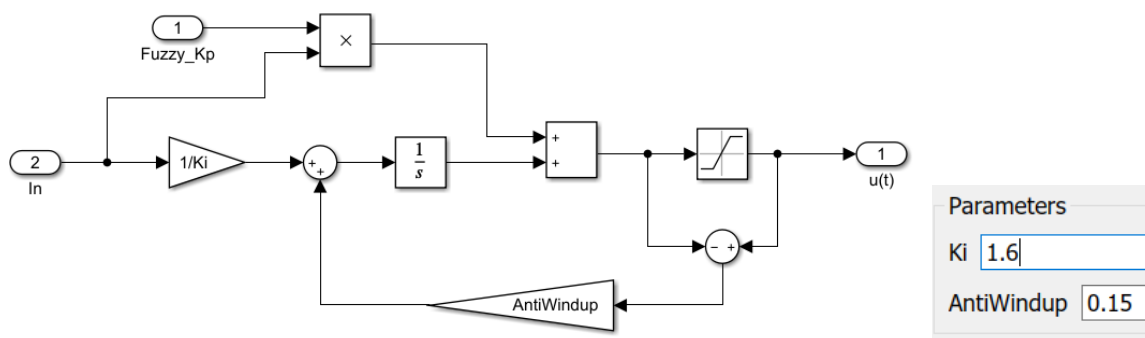 1
Fuzzy_Kp
×
2
In
1/Ki
+
+
1
s
+
+
1
u(t)
− +
AntiWindup
Parameters
Ki 1.6
AntiWindup 0.15